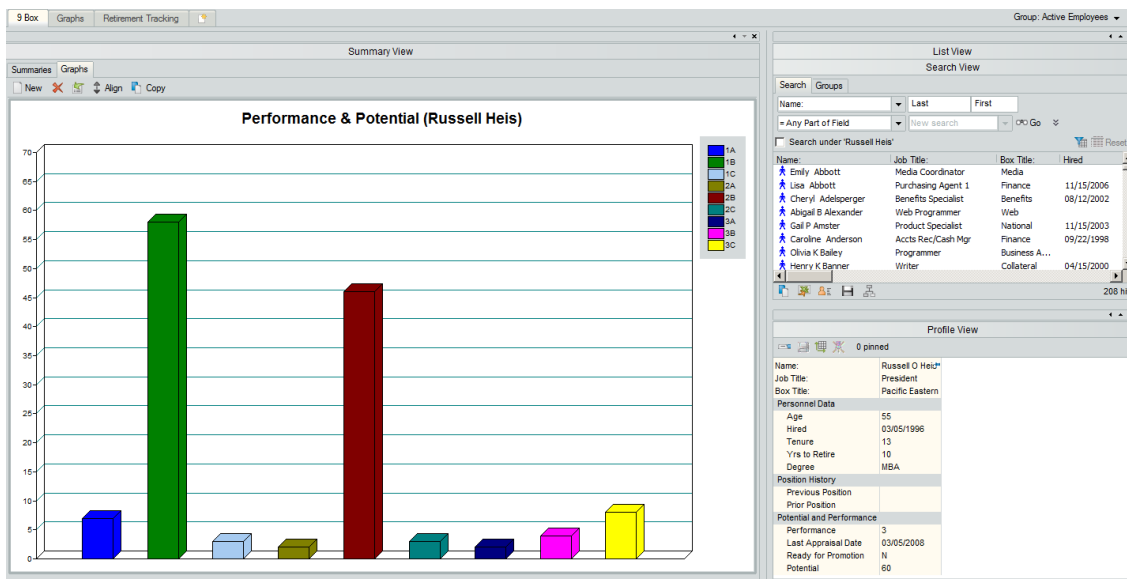 9 Box Graphs Retirement Tracking Group: Active Employees
Summary View
Summaries Graphs
New Align Copy
Performance & Potential (Russell Heis)
70
65
60
55
50
45
40
35
30
25
20
15
10
5
0
1A
1B
1C
2A
2B
2C
3A
3B
3C
List View
Search View
Search Groups
Name: Last First
= Any Part of Field New search Go
Search under 'Russell Heis' Reset
Name: Job Title: Box Title: Hired
Emily Abbott Media Coordinator Media
Lisa Abbott Purchasing Agent 1 Finance 11/15/2006
Cheryl Adelsperger Benefits Specialist Benefits 08/12/2002
Abigail B Alexander Web Programmer Web
Gail P Amster Product Specialist National 11/15/2003
Caroline Anderson Accts Rec/Cash Mgr Finance 09/22/1998
Olivia K Bailey Programmer Business A...
Henry K Banner Writer Collateral 04/15/2000
208 hi
Profile View
0 pinned
Name: Russell O Heis
Job Title: President
Box Title: Pacific Eastern
Personnel Data
Age 55
Hired 03/05/1996
Tenure 13
Yrs to Retire 10
Degree MBA
Position History
Previous Position
Prior Position
Potential and Performance
Performance 3
Last Appraisal Date 03/05/2008
Ready for Promotion N
Potential 60